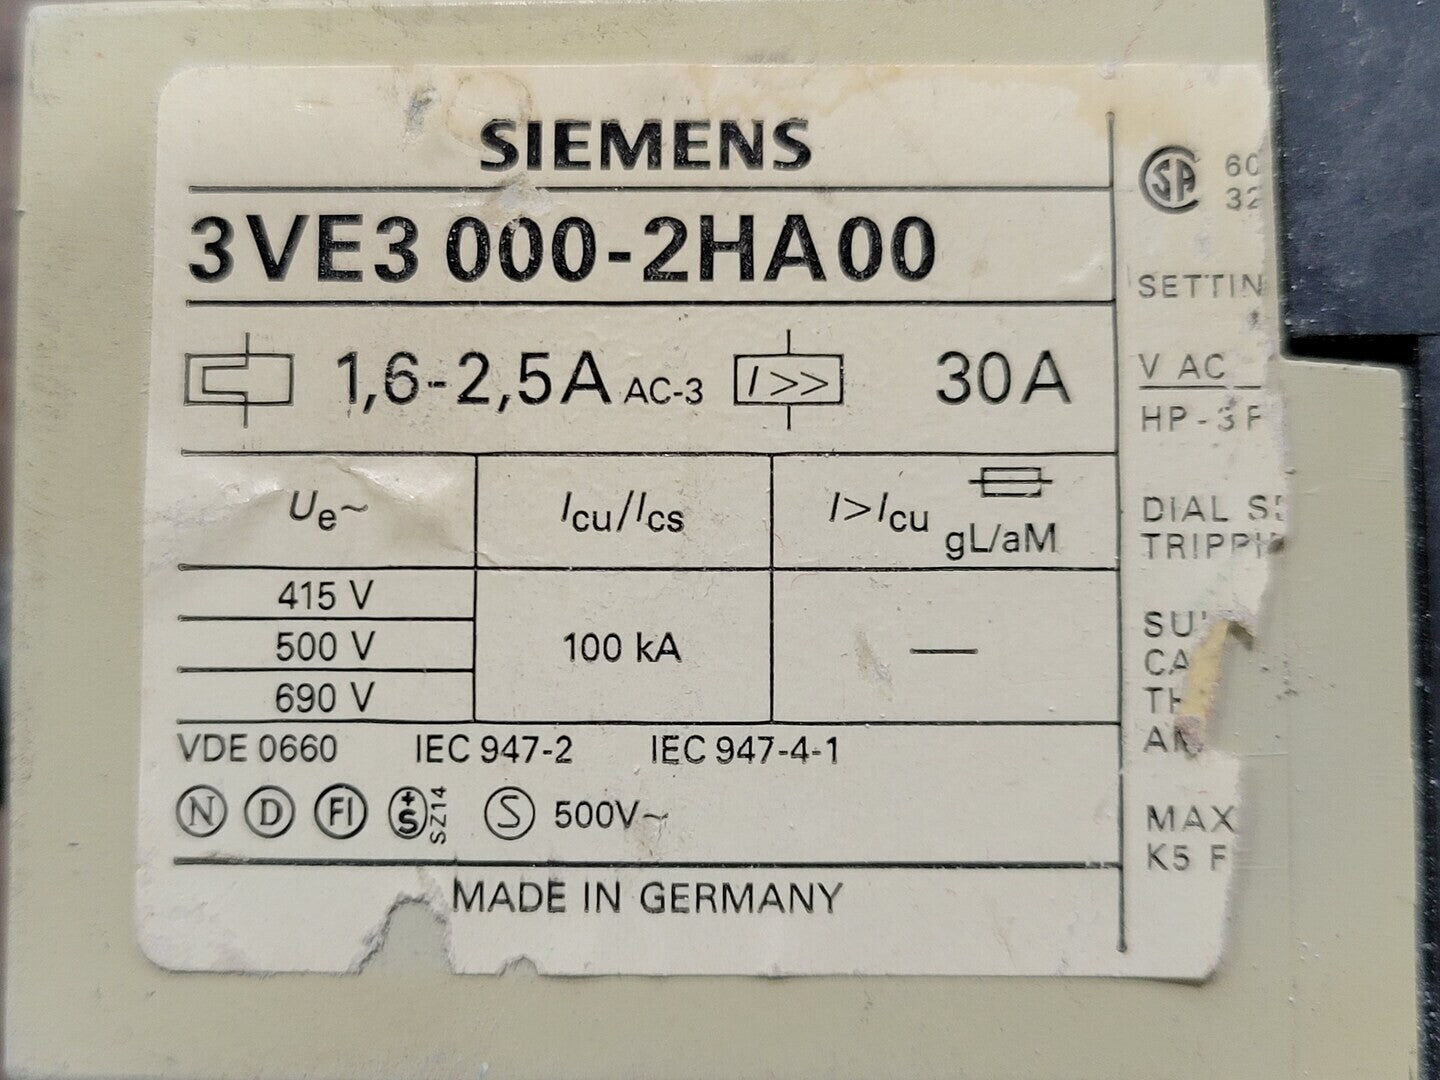 SIEMENS
3VE3 000-2HA00
1,6-2,5A AC-3 I>> 30A
Ue~ Icu/Ics I>Icu gL/aM
415 V
500 V 100 kA —
690 V
VDE 0660 IEC 947-2 IEC 947-4-1
N D FI +S SZ14 S 500V~
MADE IN GERMANY
SA 60
32
V AC
HP-3
DIAL
MAX
K5 F